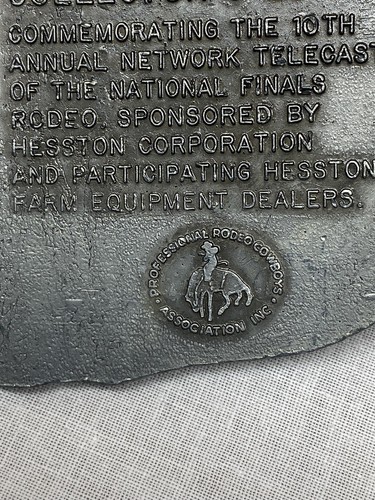 COMMEMORATING THE 10TH
ANNUAL NETWORK TELECAST
OF THE NATIONAL FINALS
RODEO. SPONSORED BY
HESSTON CORPORATION
AND PARTICIPATING HESSTON
FARM EQUIPMENT DEALERS.
PROFESSIONAL RODEO COWBOYS
• ASSOCIATION INC •